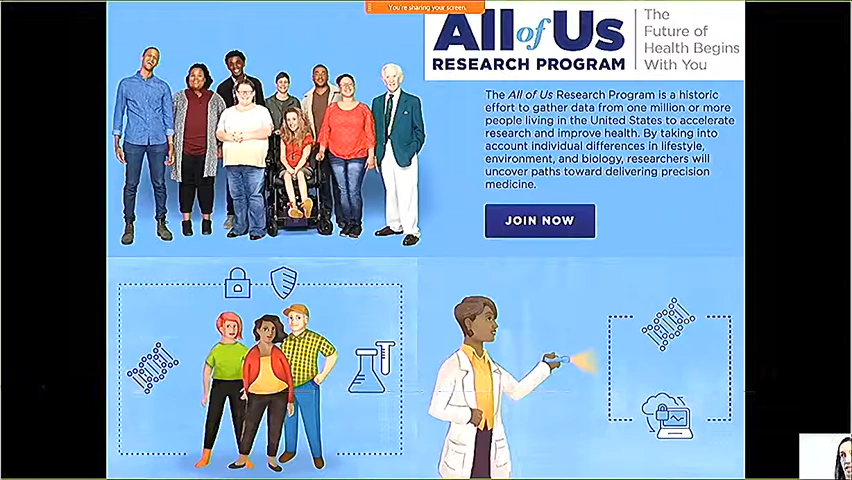 You're sharing your screen.
All of Us
RESEARCH PROGRAM
The
Future of
Health Begins
With You
The All of Us Research Program is a historic
effort to gather data from one million or more
people living in the United States to accelerate
research and improve health. By taking into
account individual differences in lifestyle,
environment, and biology, researchers will
uncover paths toward delivering precision
medicine.
JOIN NOW